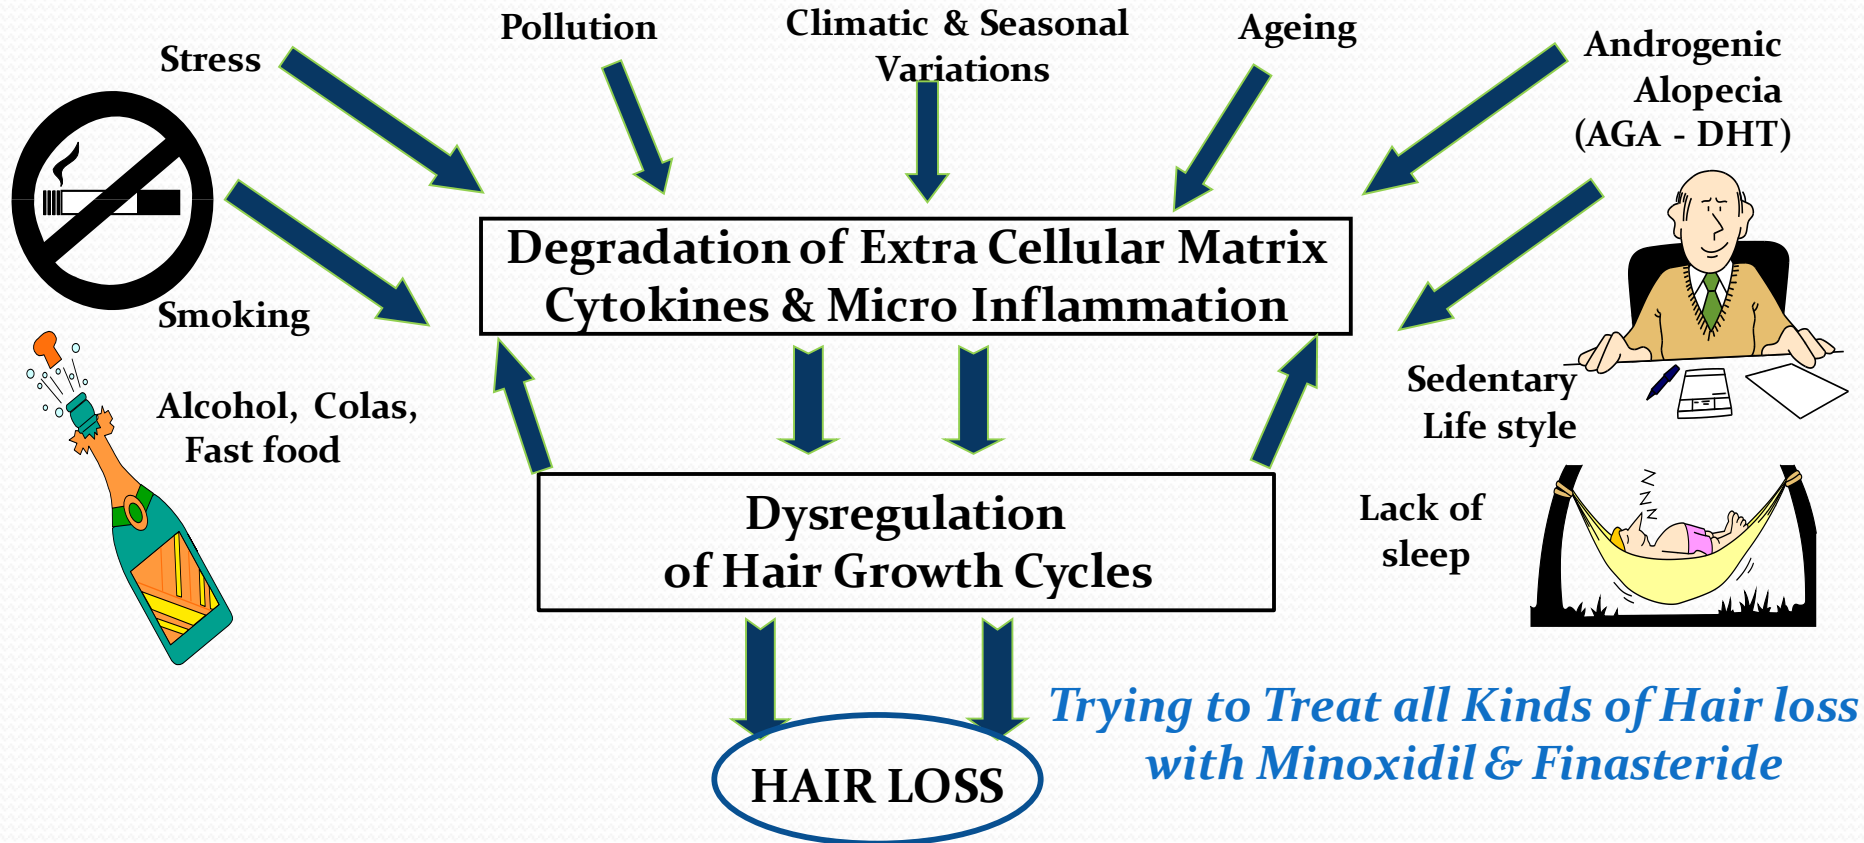 Stress
Pollution
Climatic & Seasonal
Variations
Ageing
Androgenic
Alopecia
(AGA - DHT)
Degradation of Extra Cellular Matrix
Cytokines & Micro Inflammation
Smoking
Alcohol, Colas,
Fast food
Sedentary
Life style
Dysregulation
of Hair Growth Cycles
Lack of
sleep
z
z
z
z
Trying to Treat all Kinds of Hair loss
with Minoxidil & Finasteride
HAIR LOSS